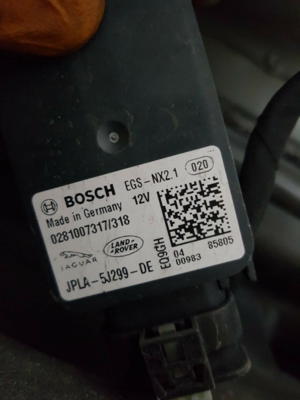 BOSCH EGS-NX2.1 020
Made in Germany 12V
0281007317/318
JAGUAR LAND ROVER
JPLA-5J299-DE
EQ9GH
04 85805
00983